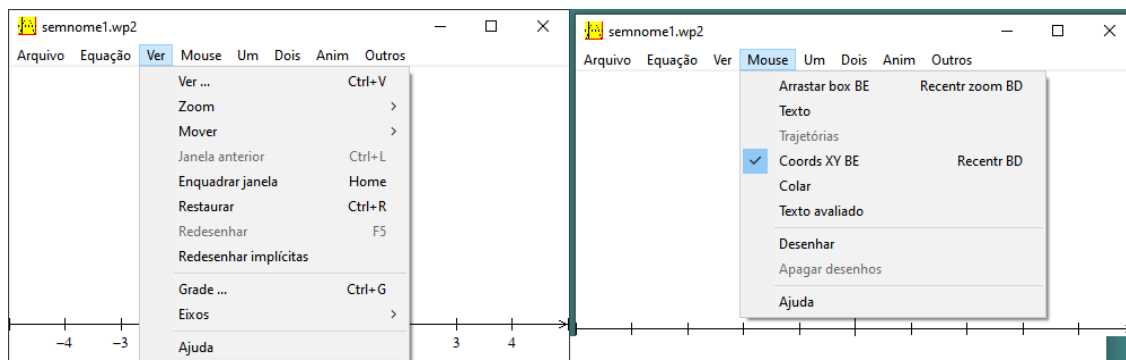 semnome1.wp2
Arquivo Equação Ver Mouse Um Dois Anim Outros
Ver ... Ctrl+V
Zoom
Mover
Janela anterior Ctrl+L
Enquadrar janela Home
Restaurar Ctrl+R
Redesenhar F5
Redesenhar implícitas
Grade ... Ctrl+G
Eixos
Ajuda
−4 −3 3 4
semnome1.wp2
Arquivo Equação Ver Mouse Um Dois Anim Outros
Arrastar box BE Recentr zoom BD
Texto
Trajetórias
Coords XY BE Recentr BD
Colar
Texto avaliado
Desenhar
Apagar desenhos
Ajuda